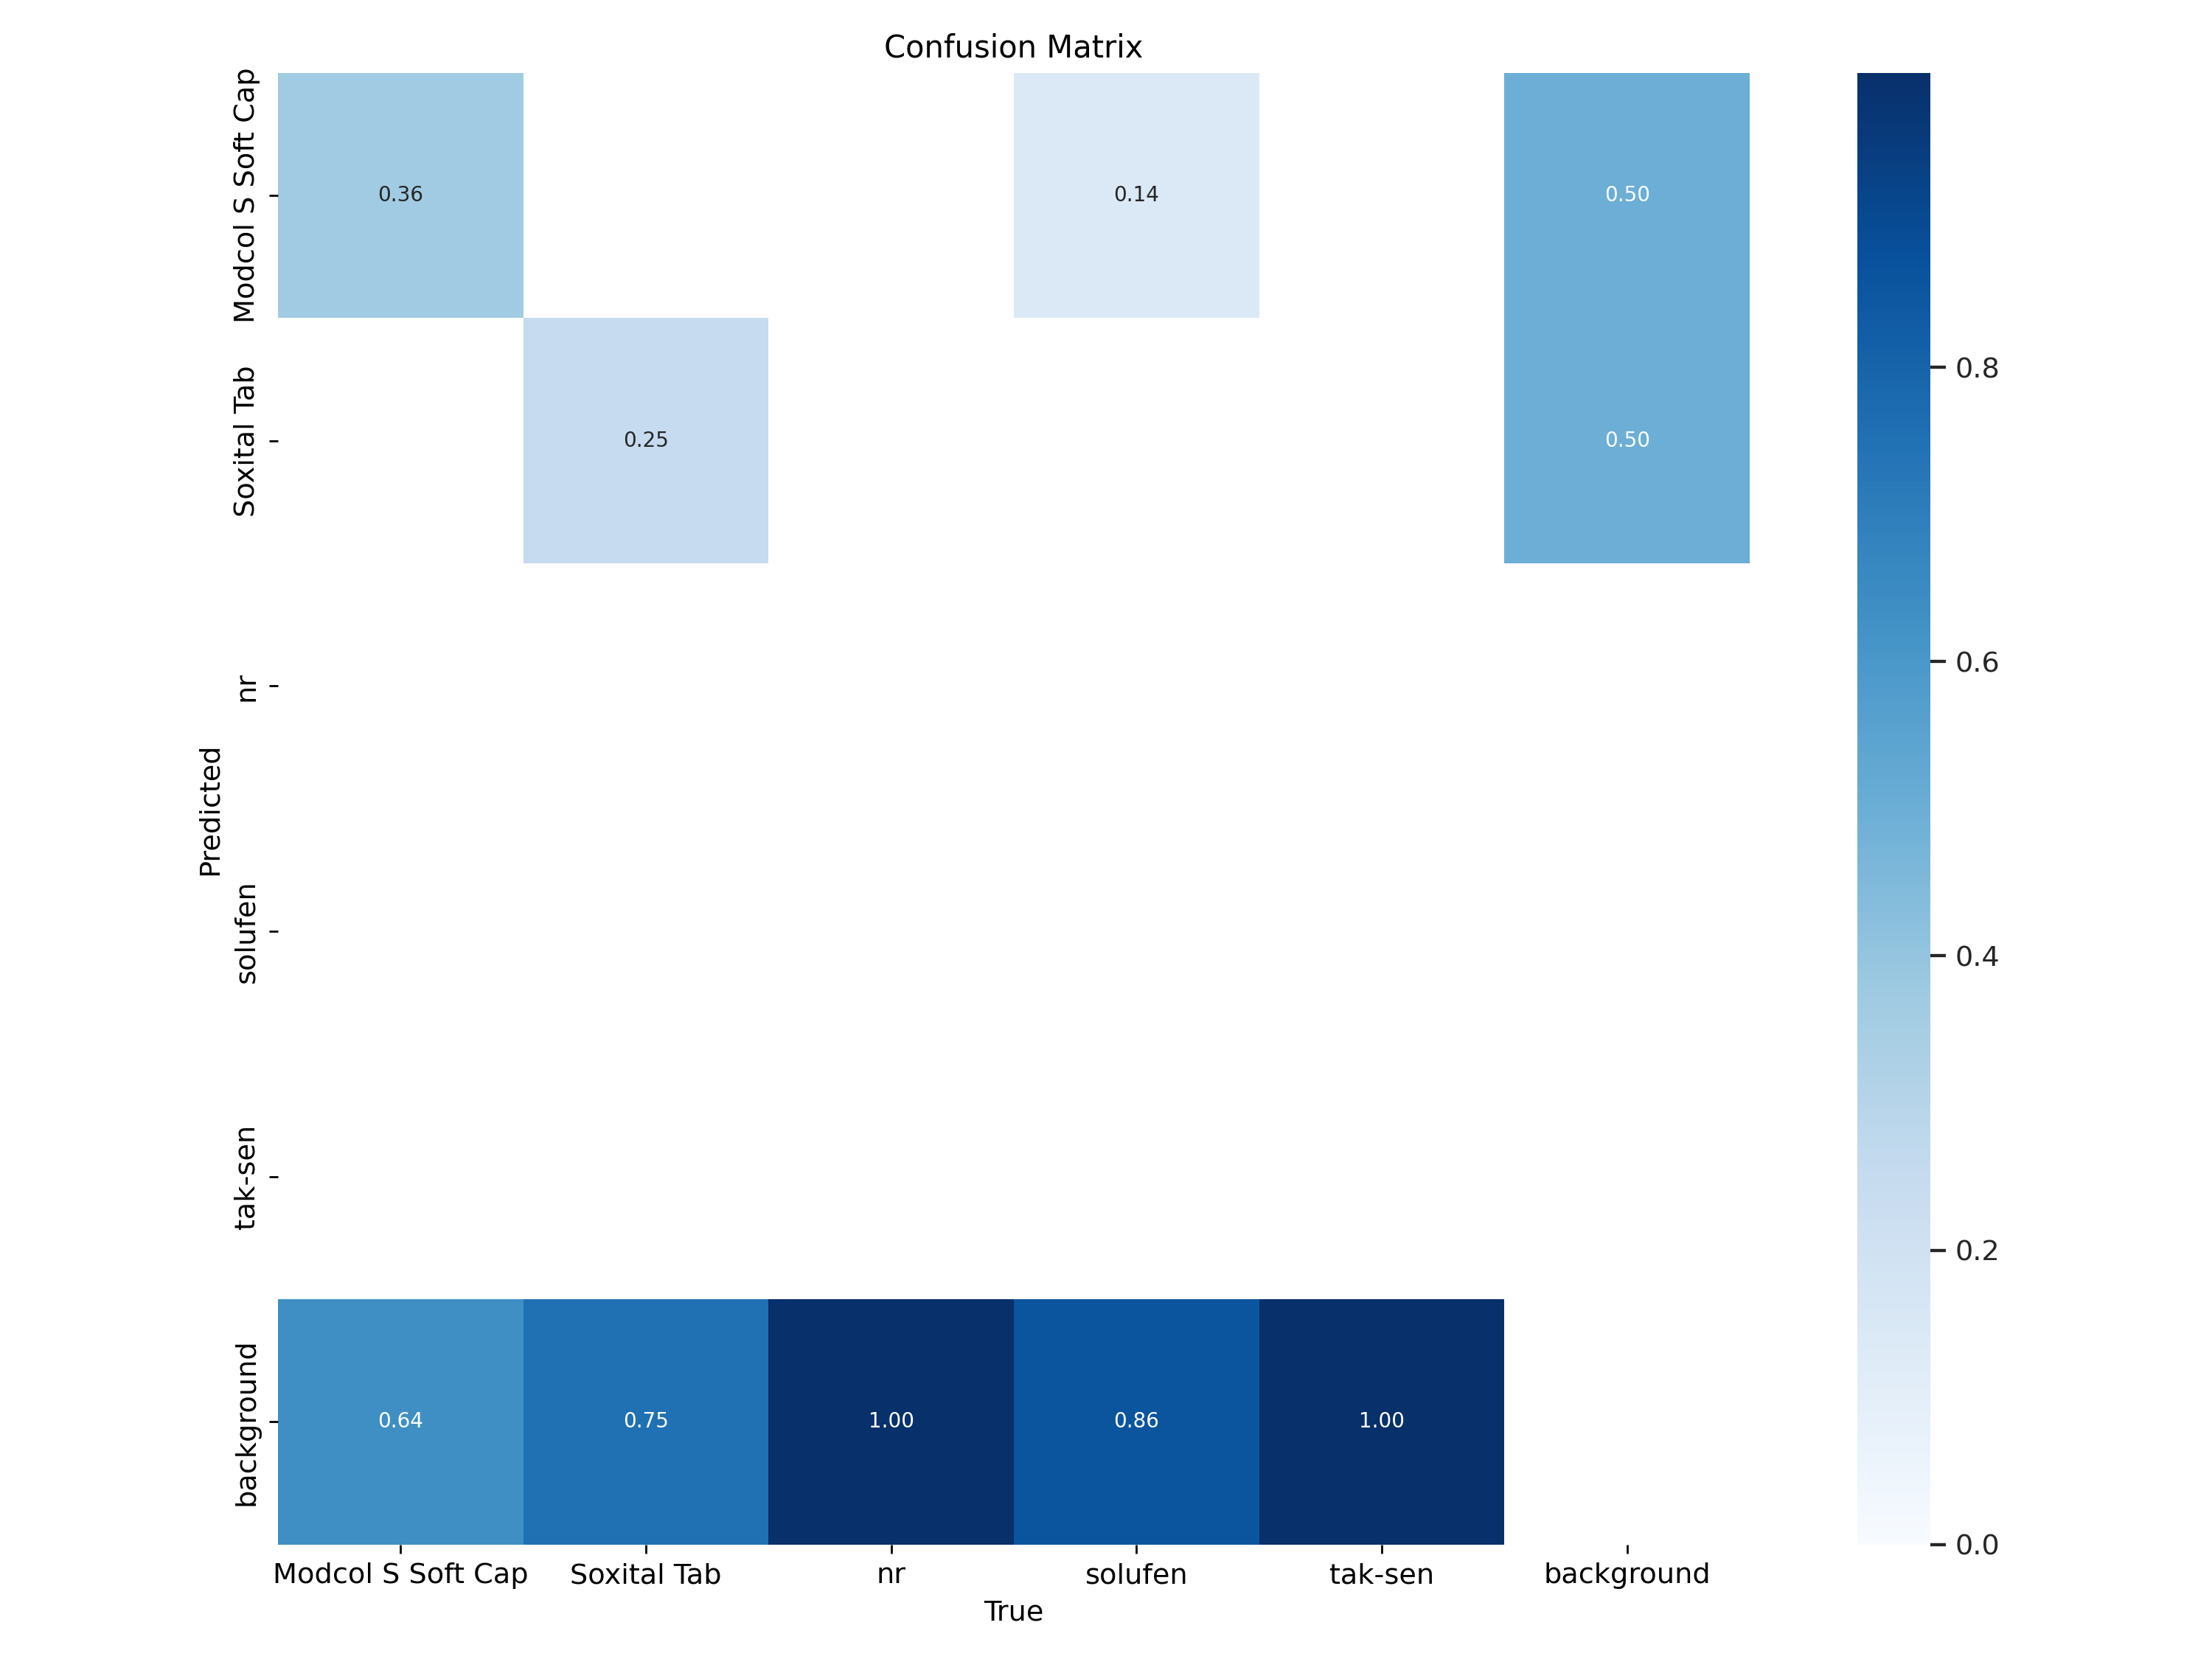 Confusion Matrix
Predicted
Modcol S Soft Cap
Soxital Tab
nr
solufen
tak-sen
background
0.36
0.14
0.50
0.25
0.50
0.64
0.75
1.00
0.86
1.00
Modcol S Soft Cap
Soxital Tab
nr
solufen
tak-sen
background
True
0.8
0.6
0.4
0.2
0.0